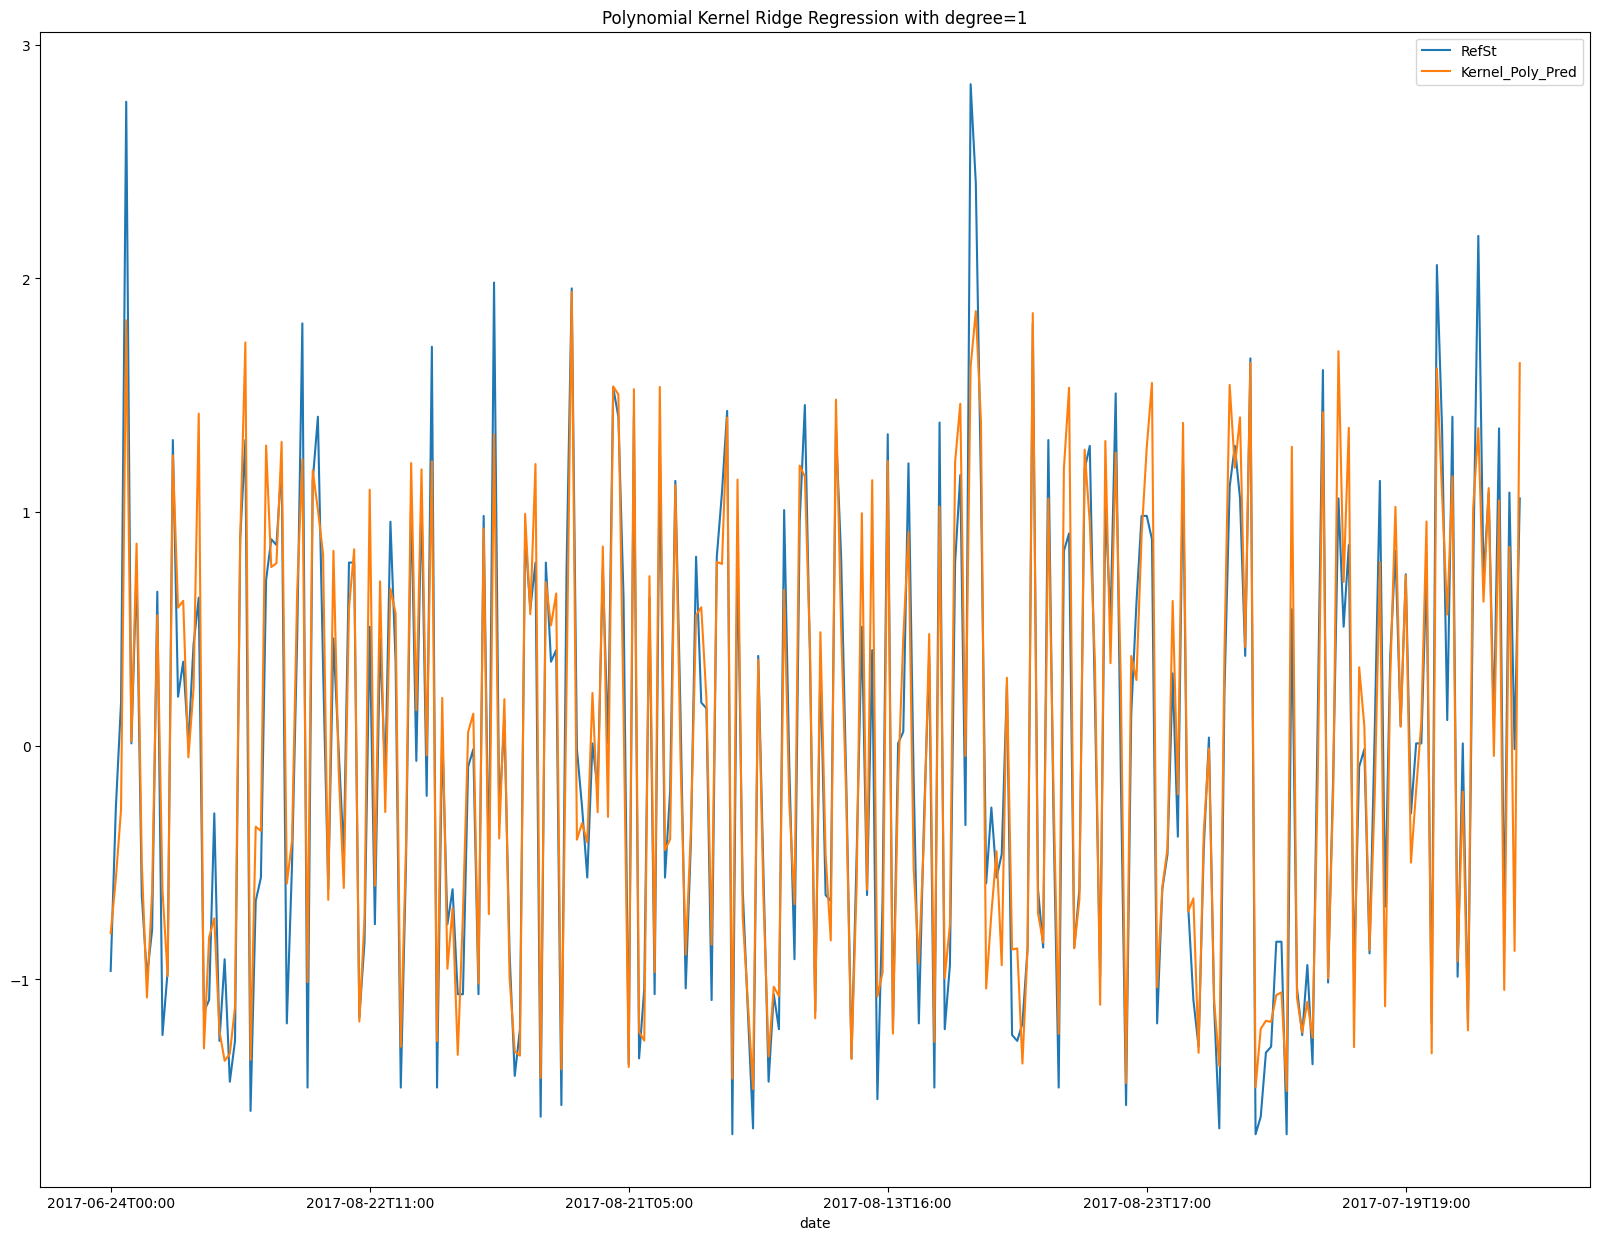 Polynomial Kernel Ridge Regression with degree=1
RefSt
Kernel_Poly_Pred
3
2
1
0
−1
2017-06-24T00:00 2017-08-22T11:00 2017-08-21T05:00 2017-08-13T16:00 2017-08-23T17:00 2017-07-19T19:00
date